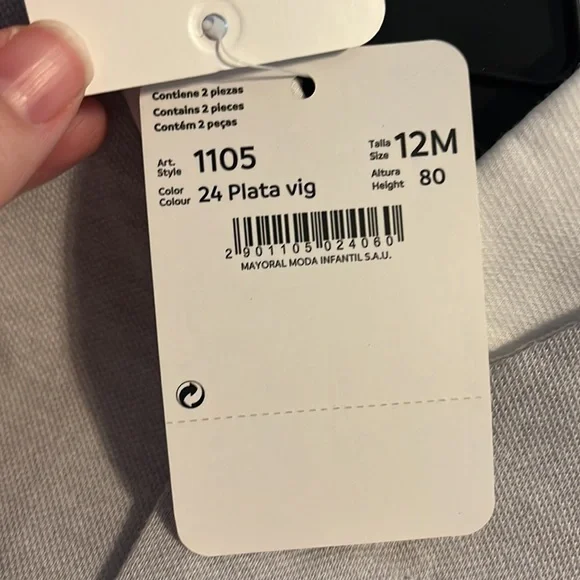 Contiene 2 piezas
Contains 2 pieces
Contém 2 peças
Art. Style 1105
Talla Size 12M
Color Colour 24 Plata vig
Altura Height 80
2 901105 024060
MAYORAL MODA INFANTIL S.A.U.